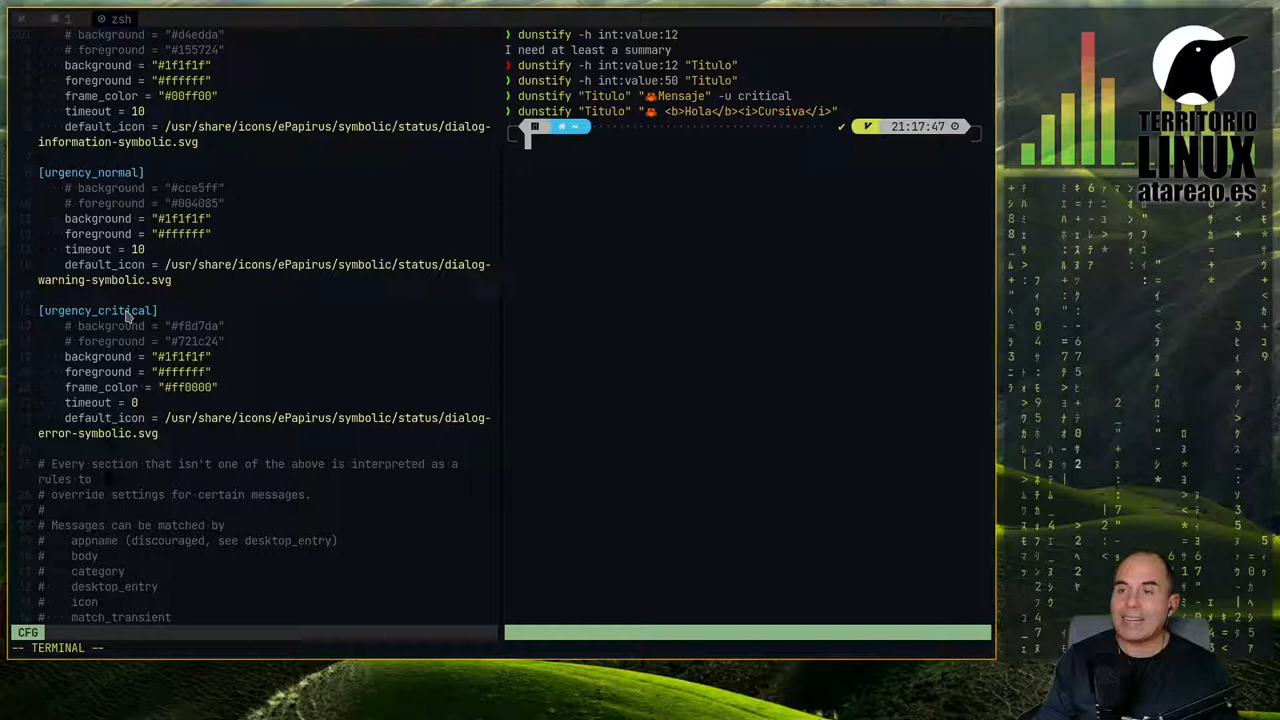 1 zsh
# background = "#d4edda"
# foreground = "#155724"
background = "#1f1f1f"
foreground = "#ffffff"
frame_color = "#00ff00"
timeout = 10
default_icon = /usr/share/icons/ePapirus/symbolic/status/dialog-
information-symbolic.svg
[urgency_normal]
# background = "#cce5ff"
# foreground = "#004085"
background = "#1f1f1f"
foreground = "#ffffff"
timeout = 10
default_icon = /usr/share/icons/ePapirus/symbolic/status/dialog-
warning-symbolic.svg
[urgency_critical]
# background = "#f8d7da"
# foreground = "#721c24"
background = "#1f1f1f"
foreground = "#ffffff"
frame_color = "#ff0000"
timeout = 0
default_icon = /usr/share/icons/ePapirus/symbolic/status/dialog-
error-symbolic.svg
# Every section that isn't one of the above is interpreted as a
rules to
# override settings for certain messages.
#
# Messages can be matched by
# appname (discouraged, see desktop_entry)
# body
# category
# desktop_entry
# icon
# match_transient
CFG
-- TERMINAL --
❯ dunstify -h int:value:12
I need at least a summary
❯ dunstify -h int:value:12 "Titulo"
❯ dunstify -h int:value:50 "Titulo"
❯ dunstify "Titulo" "🦀Mensaje" -u critical
❯ dunstify "Titulo" "🦀 <b>Hola</b><i>Cursiva</i>"
~ ✔ V 21:17:47
TERRITORIO
LINUX
atareao.es